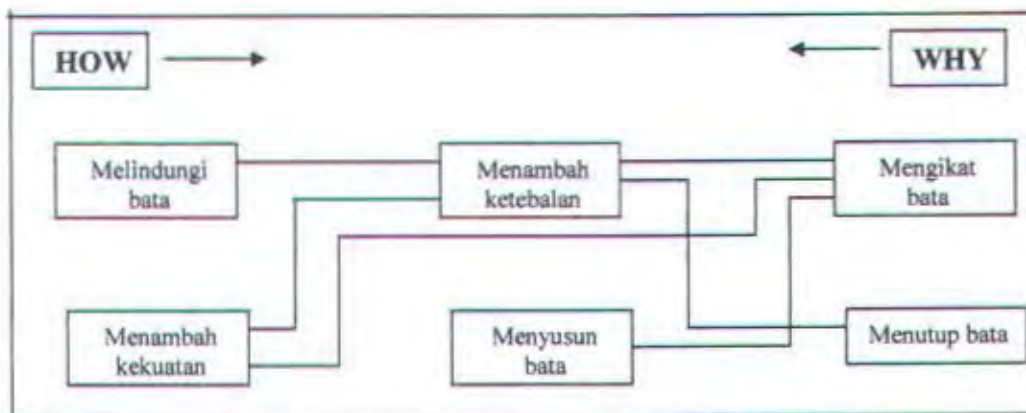 HOW
WHY
Melindungi
bata
Menambah
ketebalan
Mengikat
bata
Menambah
kekuatan
Menyusun
bata
Menutup bata